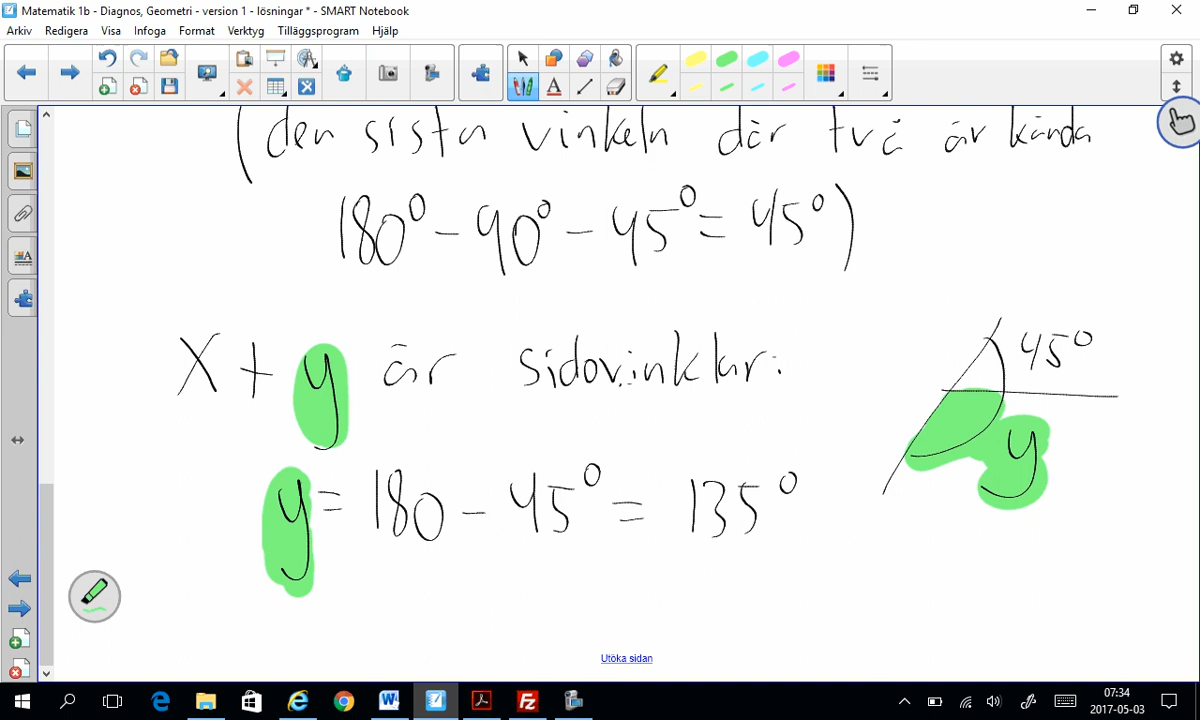 Matematik 1b - Diagnos, Geometri - version 1 - lösningar * - SMART Notebook
Arkiv Redigera Visa Infoga Format Verktyg Tilläggsprogram Hjälp
(den sista vinkeln där två är kända
180° - 90° - 45° = 45°)
X + y är sidovinklar:
45°
y
y = 180 - 45° = 135°
Utöka sidan
07:34
2017-05-03